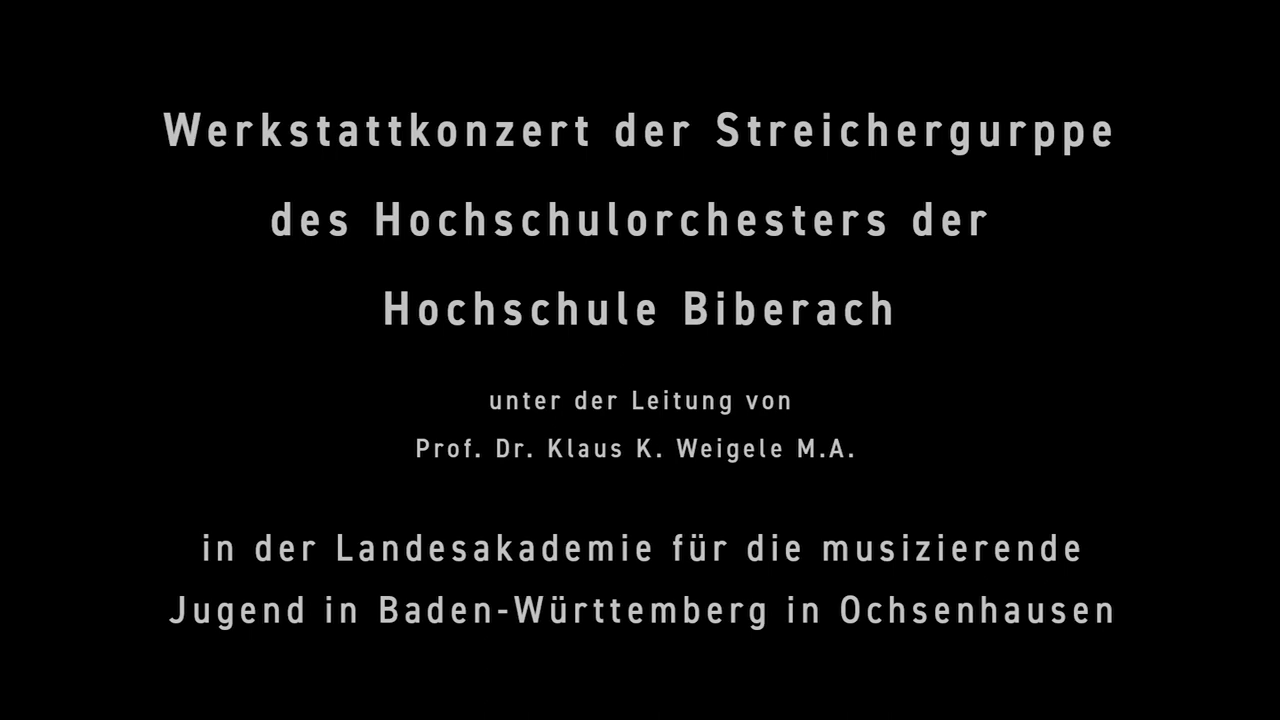 Werkstattkonzert der Streichergurppe
des Hochschulorchesters der
Hochschule Biberach
unter der Leitung von
Prof. Dr. Klaus K. Weigele M.A.
in der Landesakademie für die musizierende
Jugend in Baden-Württemberg in Ochsenhausen